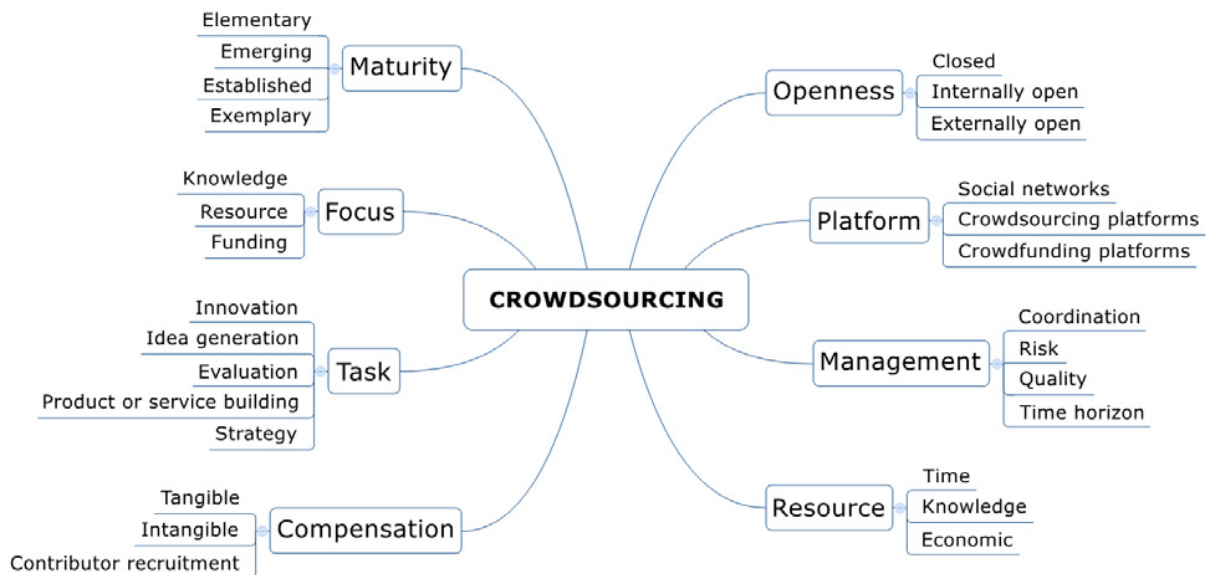 Elementary
Emerging
Established
Exemplary
Maturity
Knowledge
Resource
Funding
Focus
Innovation
Idea generation
Evaluation
Product or service building
Strategy
Task
Tangible
Intangible
Contributor recruitment
Compensation
CROWDSOURCING
Openness
Closed
Internally open
Externally open
Platform
Social networks
Crowdsourcing platforms
Crowdfunding platforms
Management
Coordination
Risk
Quality
Time horizon
Resource
Time
Knowledge
Economic